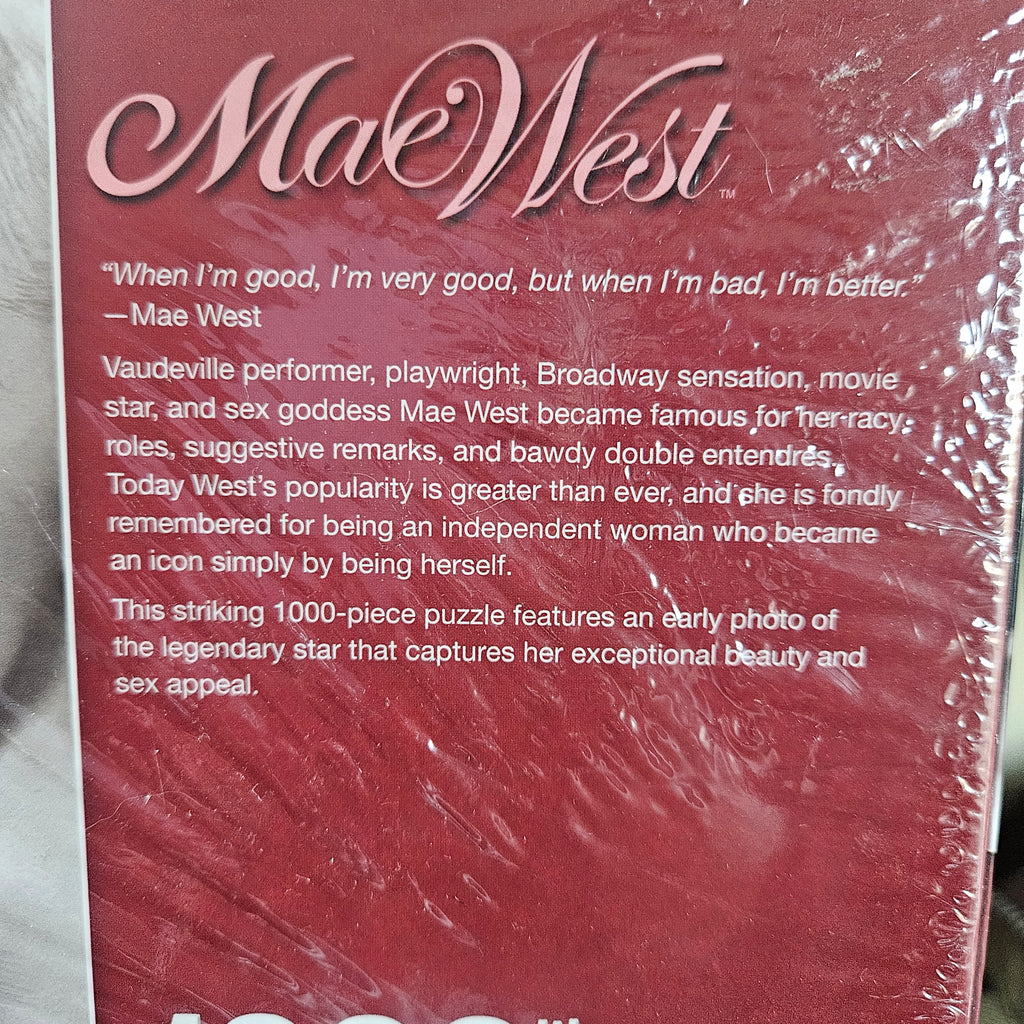 Mae West™
“When I’m good, I’m very good, but when I’m bad, I’m better.”
—Mae West
Vaudeville performer, playwright, Broadway sensation, movie
star, and sex goddess Mae West became famous for her racy
roles, suggestive remarks, and bawdy double entendres.
Today West’s popularity is greater than ever, and she is fondly
remembered for being an independent woman who became
an icon simply by being herself.
This striking 1000-piece puzzle features an early photo of
the legendary star that captures her exceptional beauty and
sex appeal.